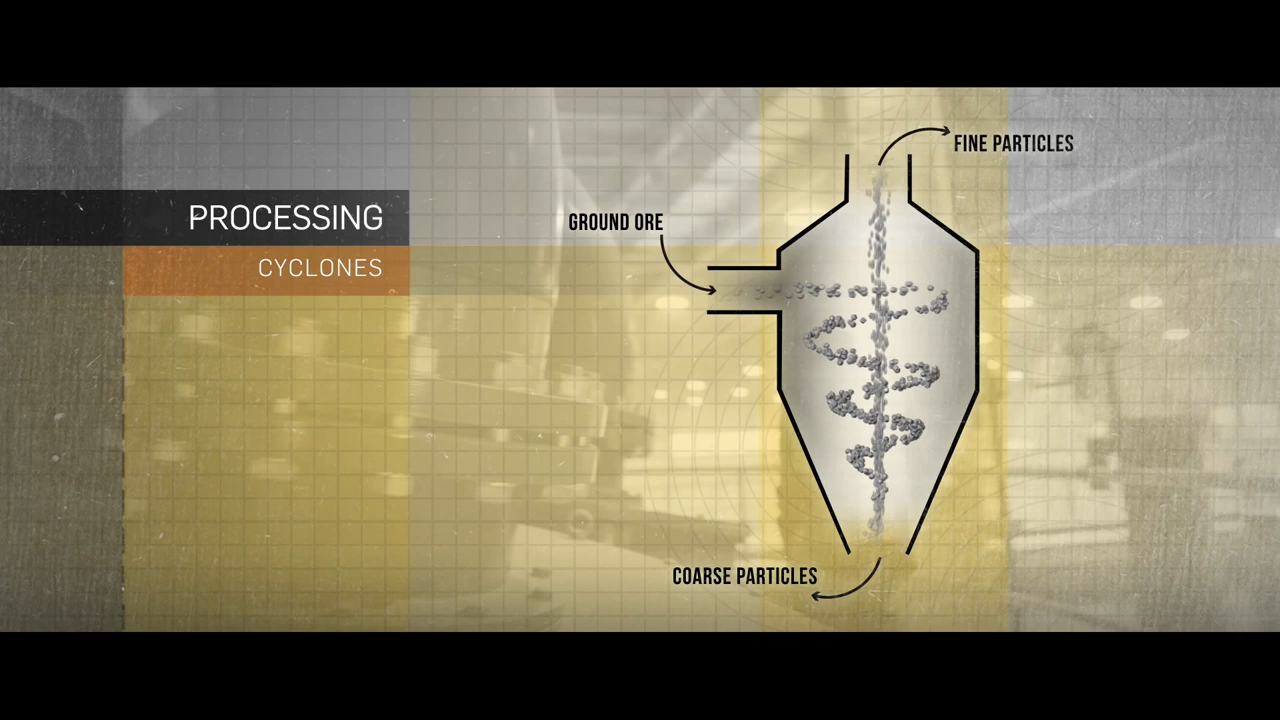 PROCESSING
CYCLONES
FINE PARTICLES
GROUND ORE
COARSE PARTICLES